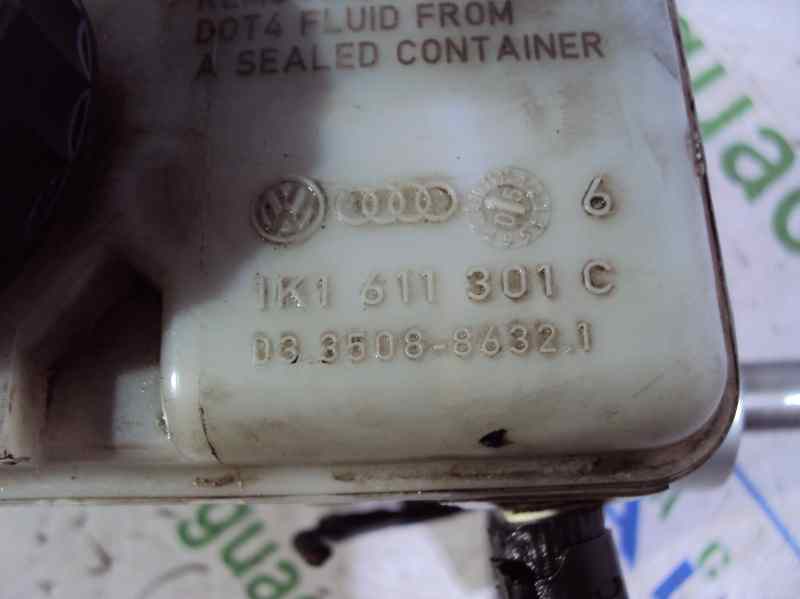 DOT4 FLUID FROM
A SEALED CONTAINER
6
1K1 611 301 C
03.3508-8632.1